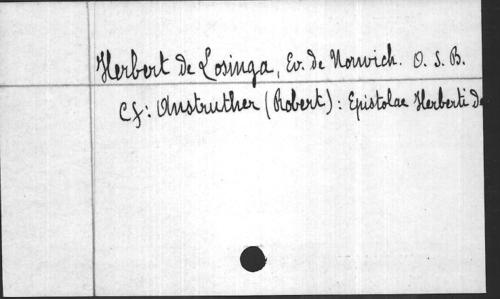 Herbert de Losinga, Ev. de Norwich. O. S. B.
Cf: Anstruther (Robert): Epistolae Herberti de